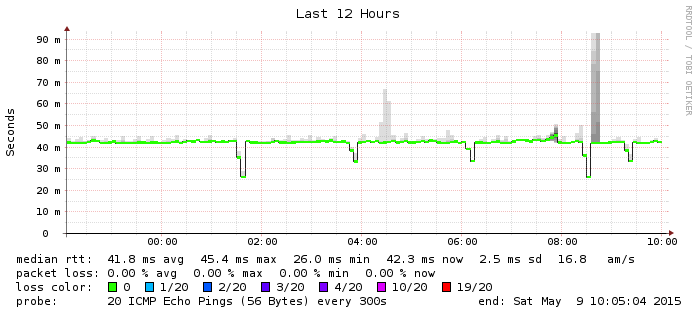 Last 12 Hours
RRDTOOL / TOBI OETIKER
Seconds
90 m
80 m
70 m
60 m
50 m
40 m
30 m
20 m
10 m
0
00:00 02:00 04:00 06:00 08:00 10:00
median rtt: 41.8 ms avg 45.4 ms max 26.0 ms min 42.3 ms now 2.5 ms sd 16.8 am/s
packet loss: 0.00 % avg 0.00 % max 0.00 % min 0.00 % now
loss color: 0 1/20 2/20 3/20 4/20 10/20 19/20
probe: 20 ICMP Echo Pings (56 Bytes) every 300s end: Sat May 9 10:05:04 2015